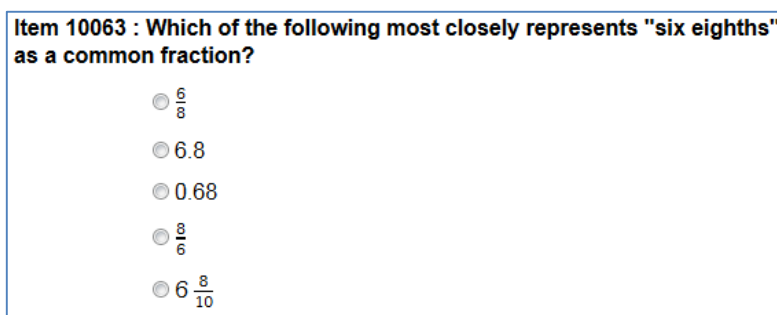 Item 10063 : Which of the following most closely represents "six eighths"
as a common fraction?
6/8
6.8
0.68
8/6
6 8/10